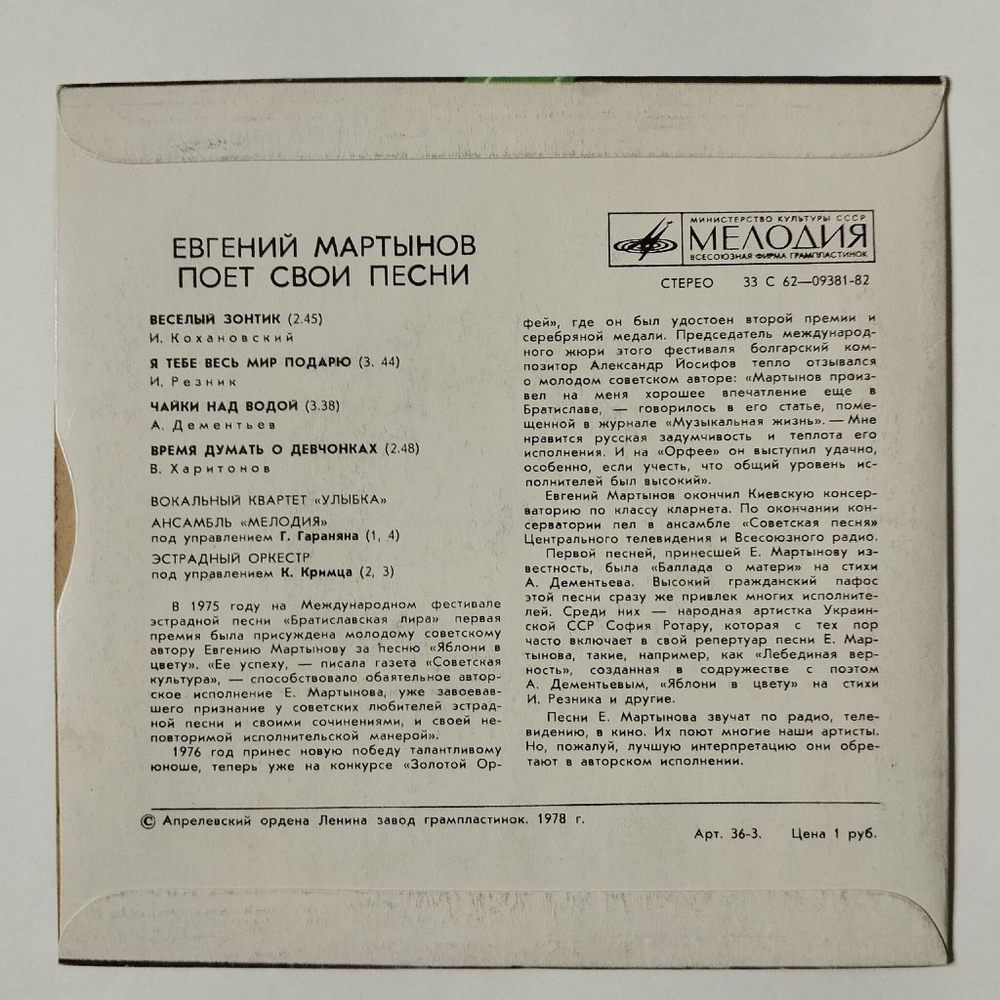 ЕВГЕНИЙ МАРТЫНОВ
ПОЕТ СВОИ ПЕСНИ
МИНИСТЕРСТВО КУЛЬТУРЫ СССР
МЕЛОДИЯ
ВСЕСОЮЗНАЯ ФИРМА ГРАМПЛАСТИНОК
СТЕРЕО 33 С 62—09381-82
ВЕСЕЛЫЙ ЗОНТИК (2.45)
И. Кохановский
Я ТЕБЕ ВЕСЬ МИР ПОДАРЮ (3. 44)
И. Резник
ЧАЙКИ НАД ВОДОЙ (3.38)
А. Дементьев
ВРЕМЯ ДУМАТЬ О ДЕВЧОНКАХ (2.48)
В. Харитонов
ВОКАЛЬНЫЙ КВАРТЕТ «УЛЫБКА»
АНСАМБЛЬ «МЕЛОДИЯ»
под управлением Г. Гараняна (1, 4)
ЭСТРАДНЫЙ ОРКЕСТР
под управлением К. Кримца (2, 3)
В 1975 году на Международном фестивале
эстрадной песни «Братиславская лира» первая
премия была присуждена молодому советскому
автору Евгению Мартынову за песню «Яблони в
цвету». «Ее успеху, — писала газета «Советская
культура», — способствовало обаятельное автор-
ское исполнение Е. Мартынова, уже завоевав-
шего признание у советских любителей эстрад-
ной песни и своими сочинениями, и своей не-
повторимой исполнительской манерой».
1976 год принес новую победу талантливому
юноше, теперь уже на конкурсе «Золотой Ор-
фей», где он был удостоен второй премии и
серебряной медали. Председатель международ-
ного жюри этого фестиваля болгарский ком-
позитор Александр Йосифов тепло отзывался
о молодом советском авторе: «Мартынов произ-
вел на меня хорошее впечатление еще в
Братиславе, — говорилось в его статье, поме-
щенной в журнале «Музыкальная жизнь». — Мне
нравится русская задумчивость и теплота его
исполнения. И на «Орфее» он выступил удачно,
особенно, если учесть, что общий уровень ис-
полнителей был высокий».
Евгений Мартынов окончил Киевскую консер-
ваторию по классу кларнета. По окончании кон-
серватории пел в ансамбле «Советская песня»
Центрального телевидения и Всесоюзного радио.
Первой песней, принесшей Е. Мартынову из-
вестность, была «Баллада о матери» на стихи
А. Дементьева. Высокий гражданский пафос
этой песни сразу же привлек многих исполните-
лей. Среди них — народная артистка Украин-
ской ССР София Ротару, которая с тех пор
часто включает в свой репертуар песни Е. Мар-
тынова, такие, например, как «Лебединая вер-
ность», созданная в содружестве с поэтом
А. Дементьевым, «Яблони в цвету» на стихи
И. Резника и другие.
Песни Е. Мартынова звучат по радио, теле-
видению, в кино. Их поют многие наши артисты.
Но, пожалуй, лучшую интерпретацию они обре-
тают в авторском исполнении.
© Апрелевский ордена Ленина завод грампластинок. 1978 г.
Арт. 36-3. Цена 1 руб.